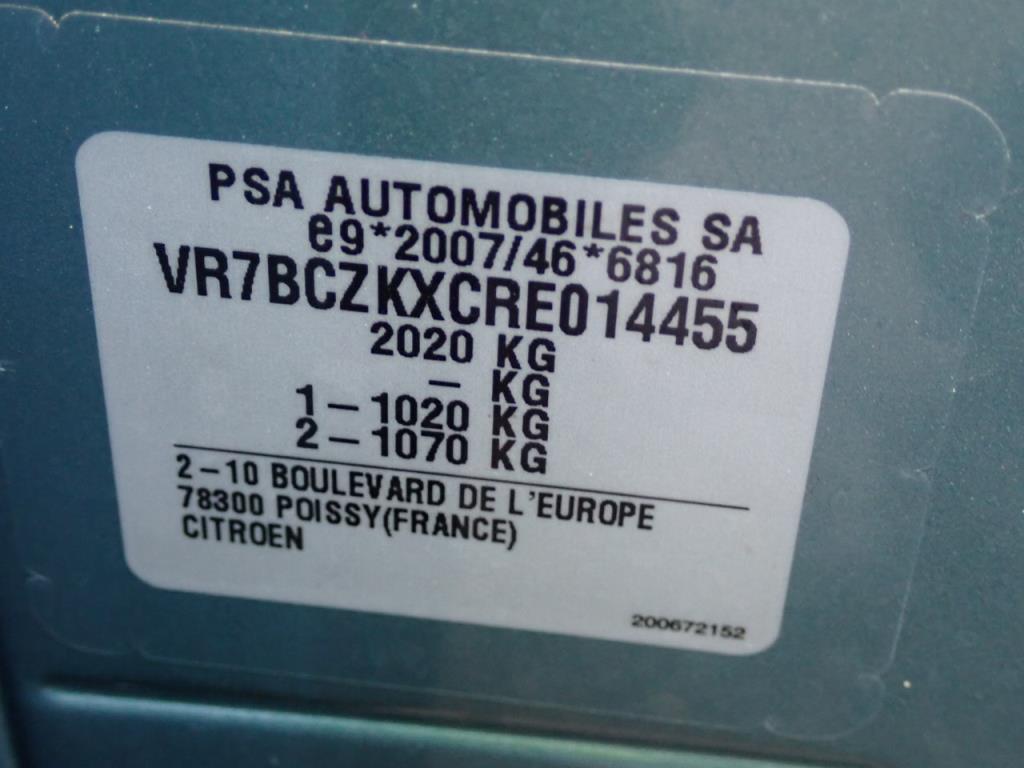 PSA AUTOMOBILES SA
e9*2007/46*6816
VR7BCZKXCRE014455
2020 KG
– KG
1–1020 KG
2–1070 KG
2–10 BOULEVARD DE L'EUROPE
78300 POISSY(FRANCE)
CITROEN
200672152